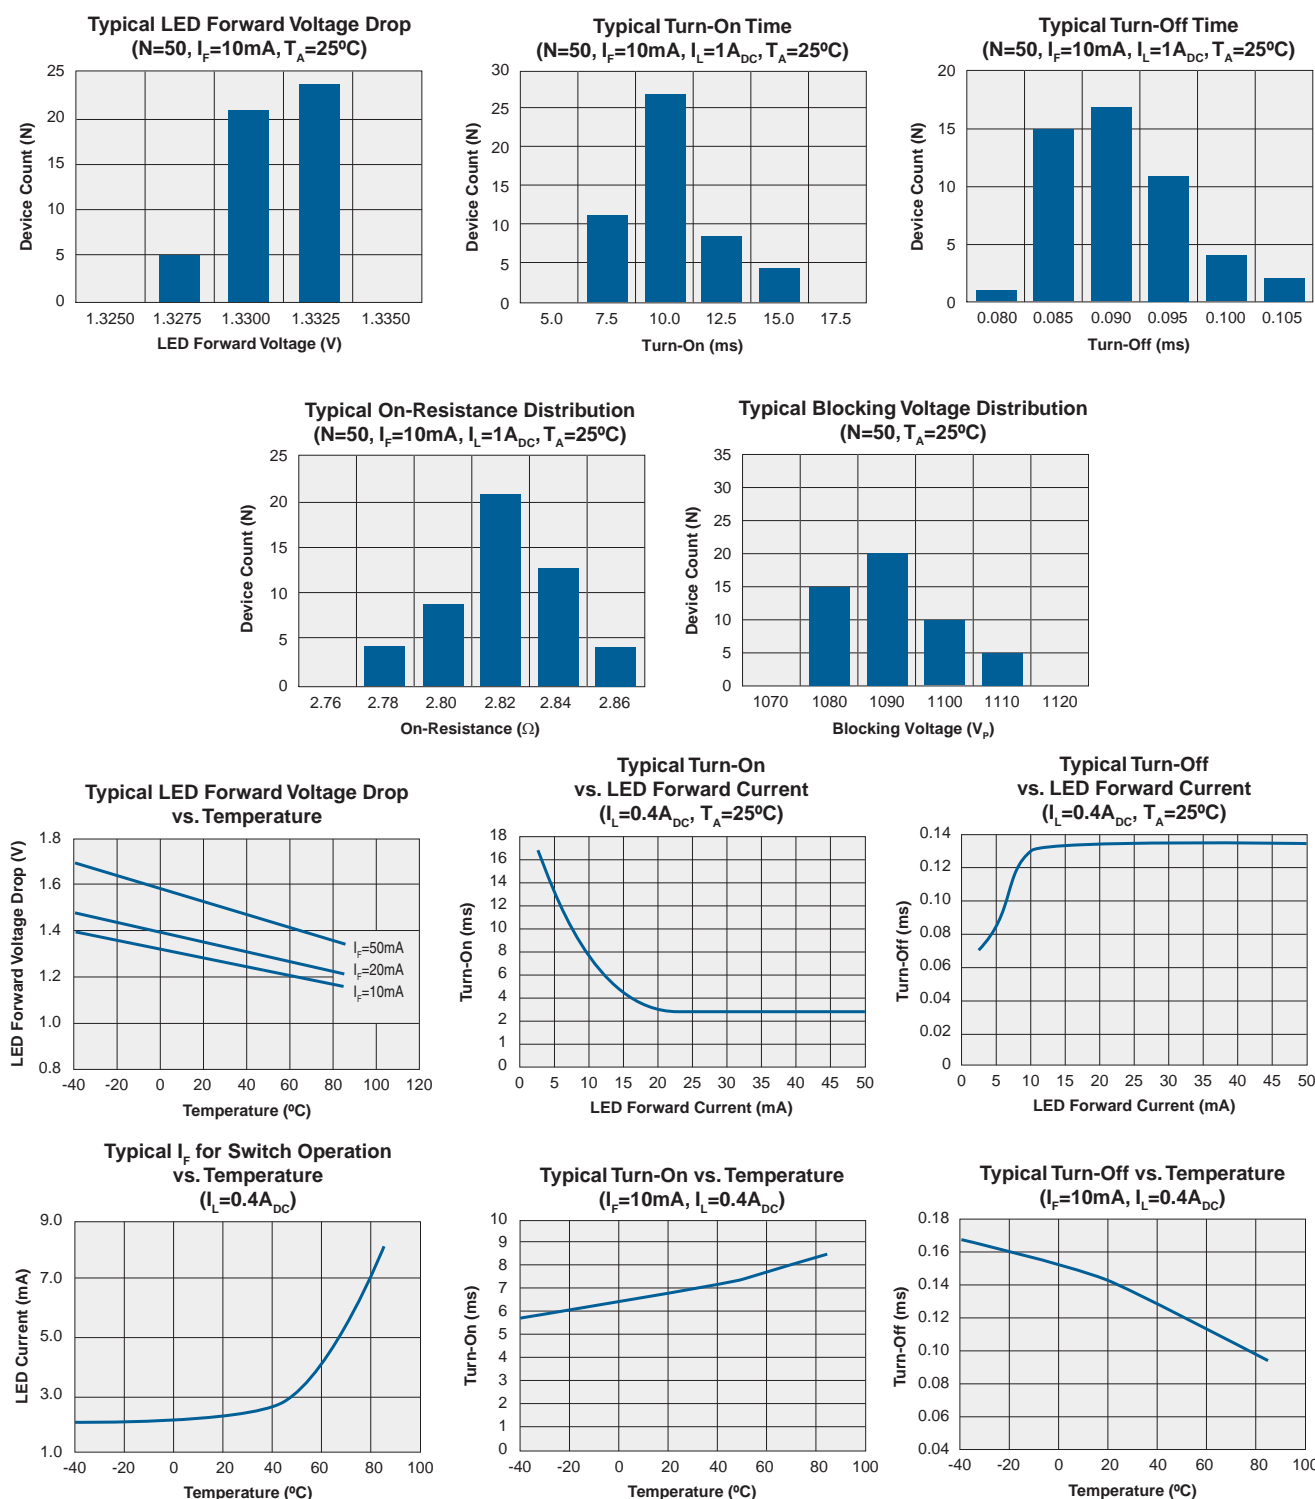 Typical LED Forward Voltage Drop
(N=50, IF=10mA, TA=25ºC)
Device Count (N)
25
20
15
10
5
0
1.3250 1.3275 1.3300 1.3325 1.3350
LED Forward Voltage (V)
Typical Turn-On Time
(N=50, IF=10mA, IL=1ADC, TA=25ºC)
Device Count (N)
30
25
20
15
10
5
0
5.0 7.5 10.0 12.5 15.0 17.5
Turn-On (ms)
Typical Turn-Off Time
(N=50, IF=10mA, IL=1ADC, TA=25ºC)
Device Count (N)
20
15
10
5
0
0.080 0.085 0.090 0.095 0.100 0.105
Turn-Off (ms)
Typical On-Resistance Distribution
(N=50, IF=10mA, IL=1ADC, TA=25ºC)
Device Count (N)
25
20
15
10
5
0
2.76 2.78 2.80 2.82 2.84 2.86
On-Resistance (Ω)
Typical Blocking Voltage Distribution
(N=50, TA=25ºC)
Device Count (N)
35
30
25
20
15
10
5
0
1070 1080 1090 1100 1110 1120
Blocking Voltage (VP)
Typical LED Forward Voltage Drop
vs. Temperature
LED Forward Voltage Drop (V)
1.8
1.6
1.4
1.2
1.0
0.8
IF=50mA
IF=20mA
IF=10mA
-40 -20 0 20 40 60 80 100 120
Temperature (ºC)
Typical Turn-On
vs. LED Forward Current
(IL=0.4ADC, TA=25ºC)
Turn-On (ms)
18
16
14
12
10
8
6
4
2
1
0
0 5 10 15 20 25 30 35 40 45 50
LED Forward Current (mA)
Typical Turn-Off
vs. LED Forward Current
(IL=0.4ADC, TA=25ºC)
Turn-Off (ms)
0.14
0.12
0.10
0.08
0.06
0.04
0.02
0
0 5 10 15 20 25 30 35 40 45 50
LED Forward Current (mA)
Typical IF for Switch Operation
vs. Temperature
(IL=0.4ADC)
LED Current (mA)
9.0
7.0
5.0
3.0
1.0
-40 -20 0 20 40 60 80 100
Temperature (ºC)
Typical Turn-On vs. Temperature
(IF=10mA, IL=0.4ADC)
Turn-On (ms)
10
9
8
7
6
5
4
3
2
1
0
-40 -20 0 20 40 60 80 100
Temperature (ºC)
Typical Turn-Off vs. Temperature
(IF=10mA, IL=0.4ADC)
Turn-Off (ms)
0.18
0.16
0.14
0.12
0.10
0.08
0.06
0.04
-40 -20 0 20 40 60 80 100
Temperature (ºC)